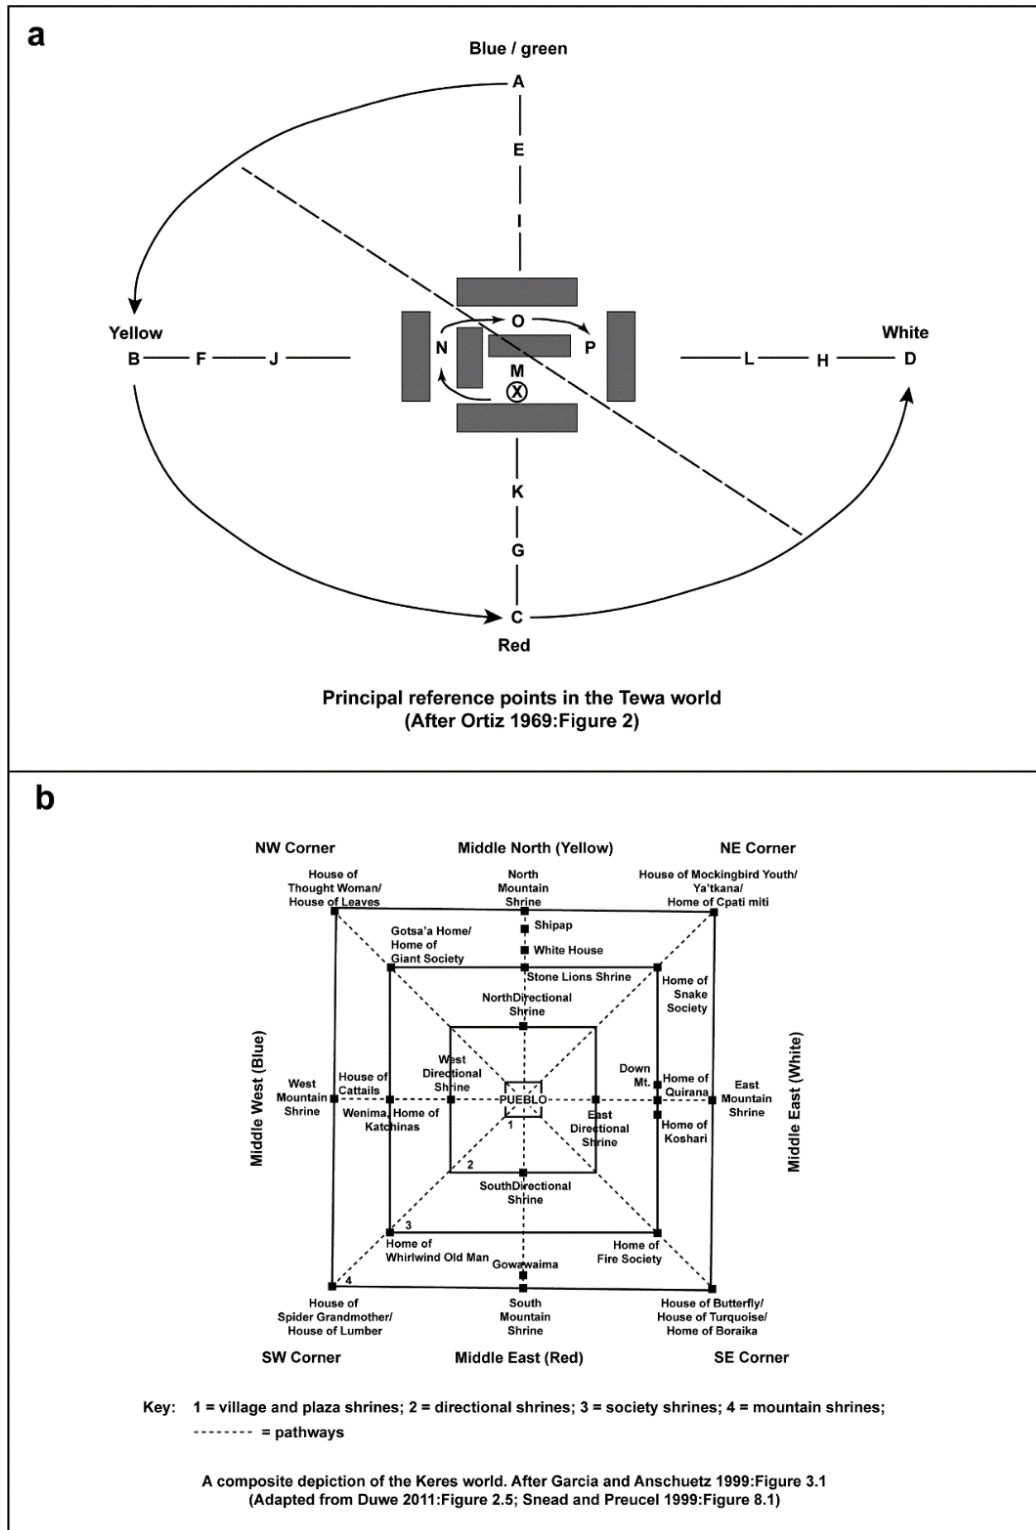 a
Blue / green
A
E
I
Yellow
White
O
N
P
B
F
J
L
H
D
M
X
K
G
C
Red
Principal reference points in the Tewa world
(After Ortiz 1969:Figure 2)
b
NW Corner
Middle North (Yellow)
NE Corner
House of
Thought Woman/
House of Leaves
North
Mountain
Shrine
House of Mockingbird Youth/
Ya'tkana/
Home of Cpati miti
Shipap
Gotsa'a Home/
Home of
Giant Society
White House
Stone Lions Shrine
Home of
Snake
Society
NorthDirectional
Shrine
Middle West (Blue)
West
Mountain
Shrine
House of
Cattails
Wenima, Home of
Katchinas
West
Directional
Shrine
PUEBLO
1
East
Directional
Shrine
Down
Mt.
Home of
Quirana
Home of
Koshari
East
Mountain
Shrine
Middle East (White)
2
SouthDirectional
Shrine
3
Home of
Whirlwind Old Man
Home of
Fire Society
Gowawaima
4
House of
Spider Grandmother/
House of Lumber
South
Mountain
Shrine
House of Butterfly/
House of Turquoise/
Home of Boraika
SW Corner
Middle East (Red)
SE Corner
Key: 1 = village and plaza shrines; 2 = directional shrines; 3 = society shrines; 4 = mountain shrines;
= pathways
A composite depiction of the Keres world. After Garcia and Anschuetz 1999:Figure 3.1
(Adapted from Duwe 2011:Figure 2.5; Snead and Preucel 1999:Figure 8.1)